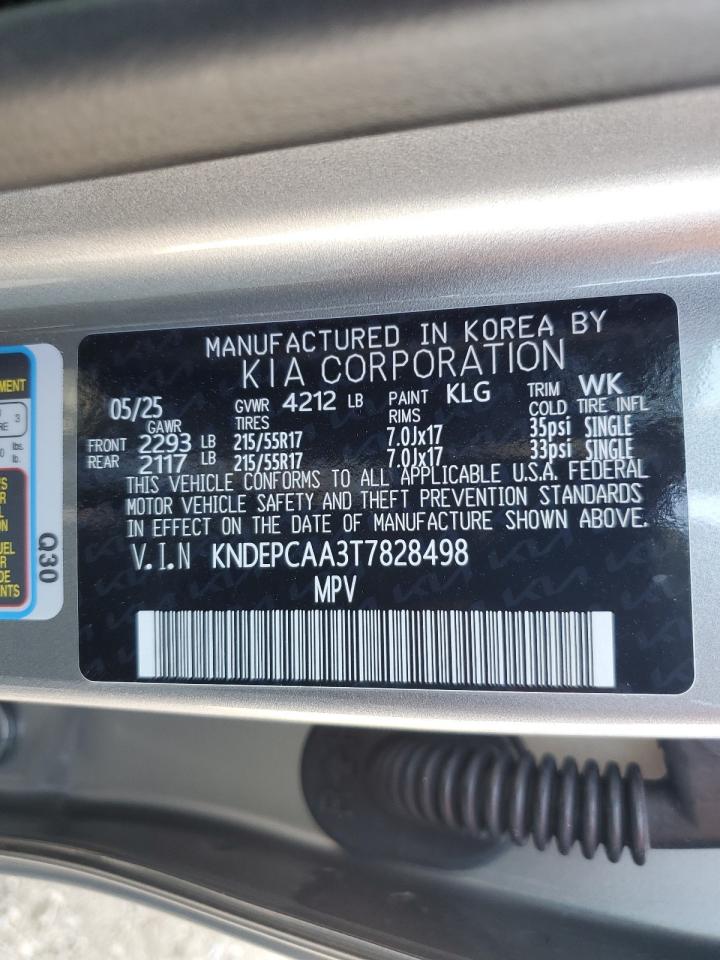 MANUFACTURED IN KOREA BY
KIA CORPORATION
05/25 GVWR 4212 LB PAINT KLG TRIM WK
GAWR TIRES RIMS COLD TIRE INFL
FRONT 2293 LB 215/55R17 7.0Jx17 35psi SINGLE
REAR 2117 LB 215/55R17 7.0Jx17 33psi SINGLE
THIS VEHICLE CONFORMS TO ALL APPLICABLE U.S.A. FEDERAL
MOTOR VEHICLE SAFETY AND THEFT PREVENTION STANDARDS
IN EFFECT ON THE DATE OF MANUFACTURE SHOWN ABOVE.
V.I.N KNDEPCAA3T7828498
MPV
Q30